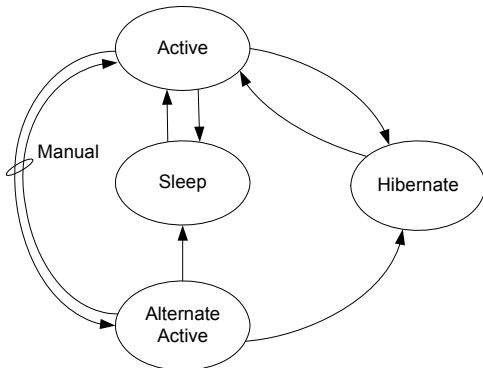 Active
Manual
Sleep
Hibernate
Alternate
Active